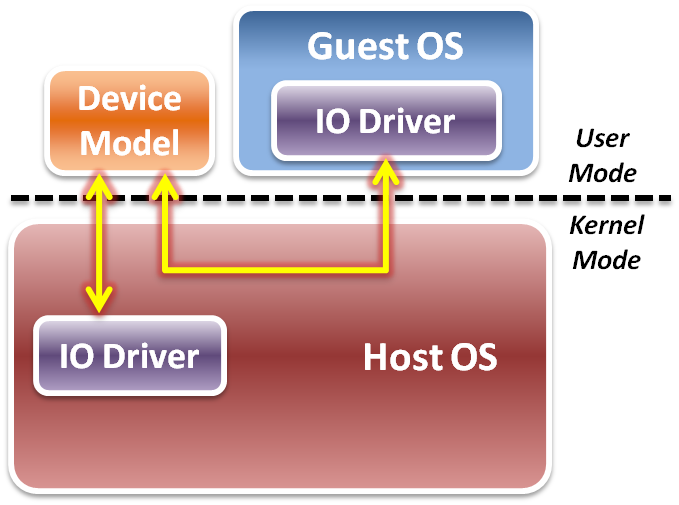 Guest OS
Device
Model
IO Driver
User
Mode
Kernel
Mode
IO Driver
Host OS